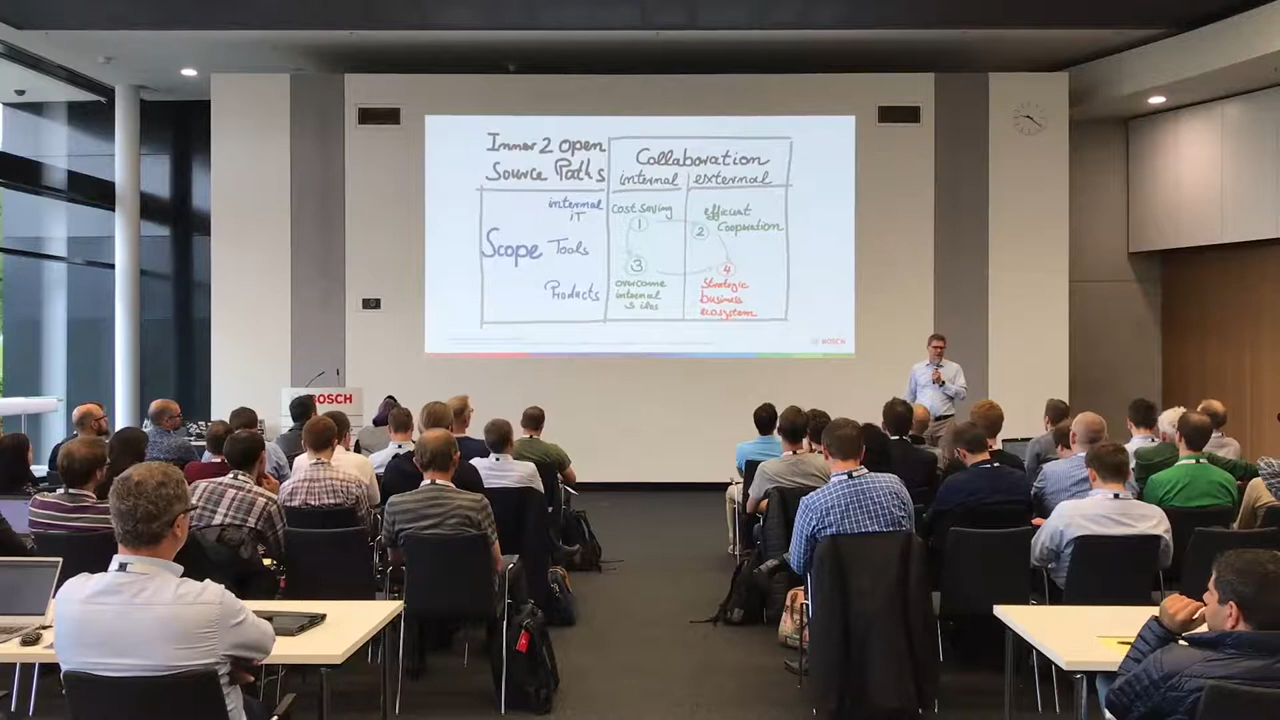 Inner 2 open
Source Paths
Collaboration
internal external
internal
iT
Scope Tools
Products
cost saving
1
efficient
Cooperation
2
3
overcome
internal
silos
4
Strategic
business
ecosystem
BOSCH
BOSCH